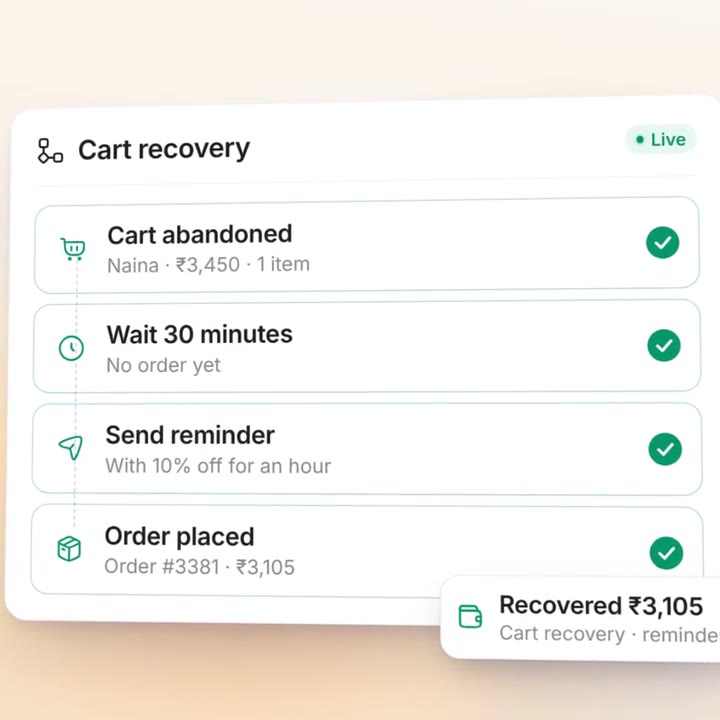 Cart recovery
Live
Cart abandoned
Naina · ₹3,450 · 1 item
Wait 30 minutes
No order yet
Send reminder
With 10% off for an hour
Order placed
Order #3381 · ₹3,105
Recovered ₹3,105
Cart recovery ·